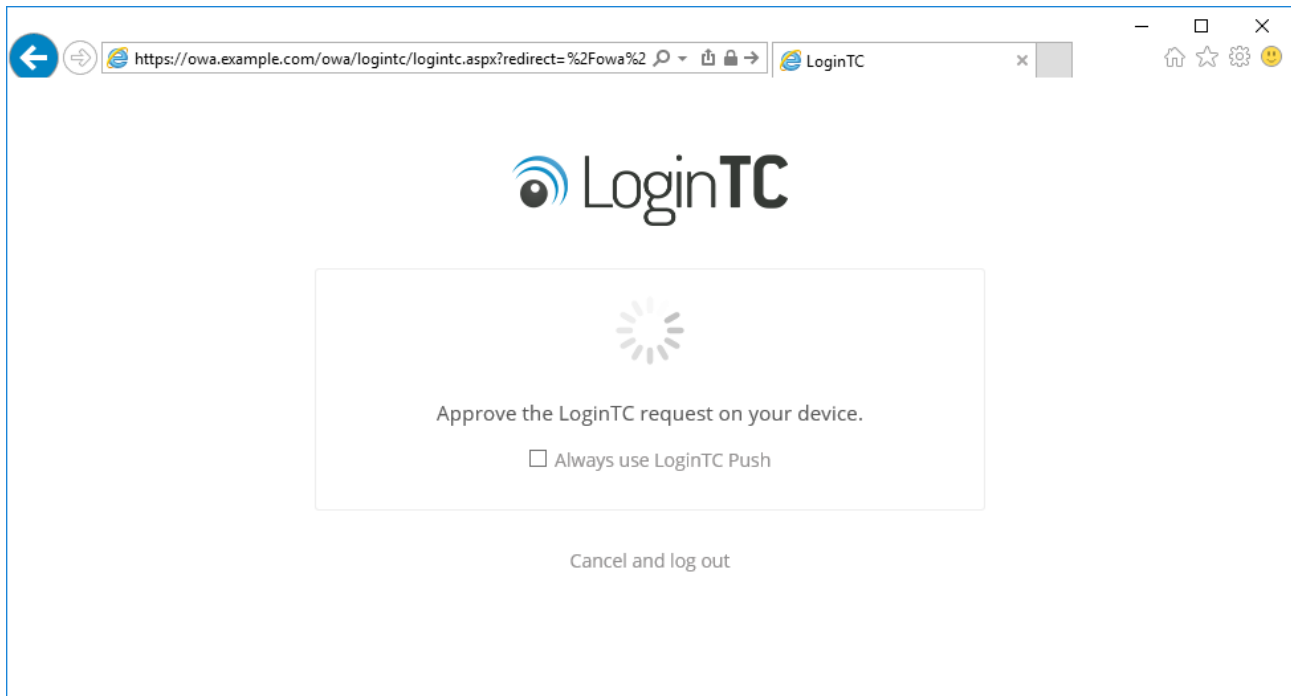 https://owa.example.com/owa/logintc/logintc.aspx?redirect=%2Fowa%2
LoginTC
LoginTC
Approve the LoginTC request on your device.
Always use LoginTC Push
Cancel and log out